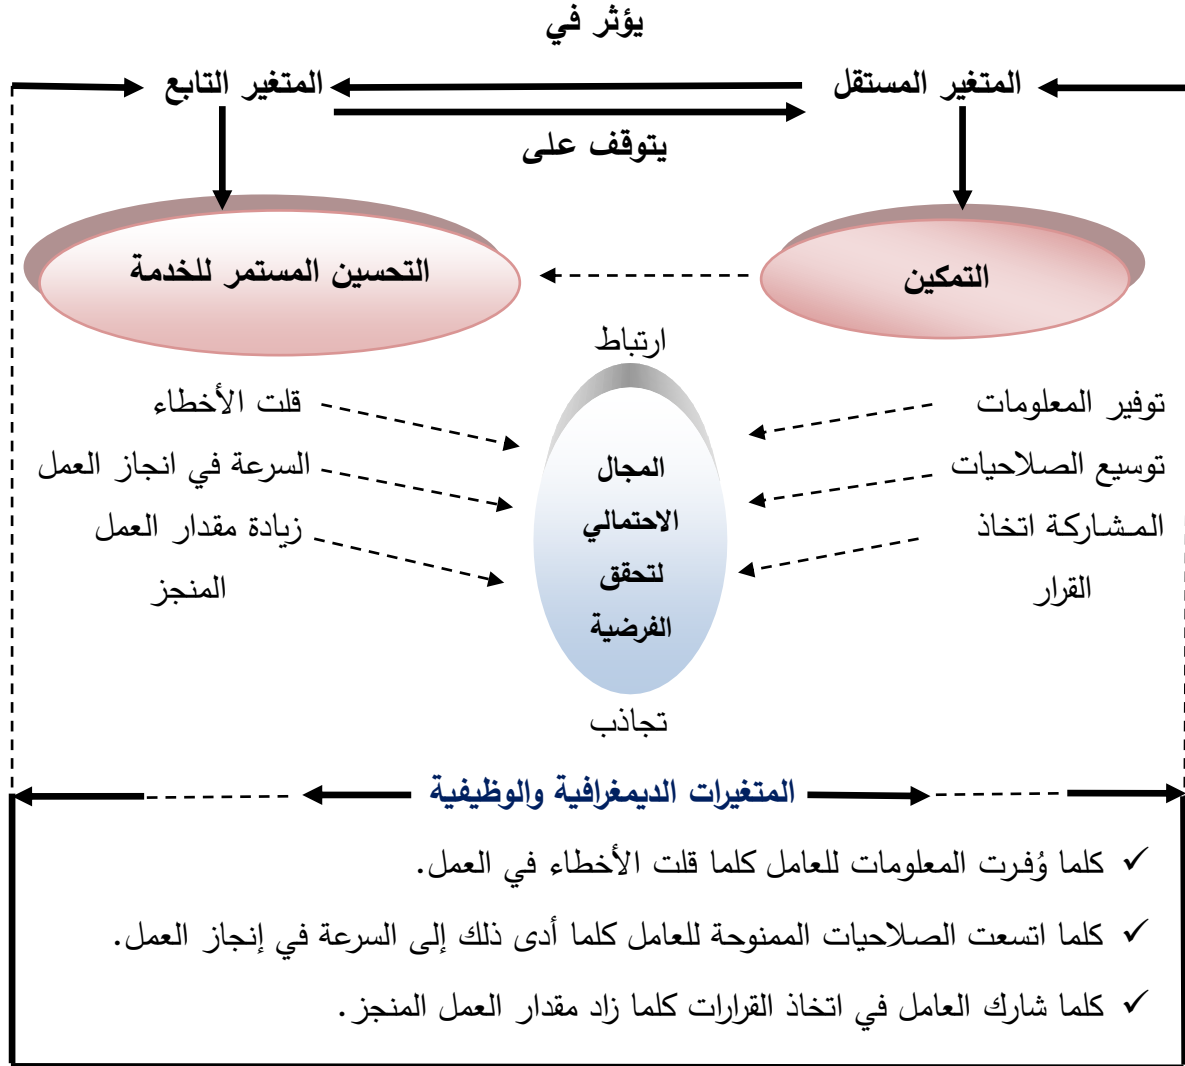 يؤثر في
المتغير المستقل
المتغير التابع
يتوقف على
التمكين
التحسين المستمر للخدمة
ارتباط
توفير المعلومات
توسيع الصلاحيات
المشاركة اتخاذ
القرار
المجال
الاحتمالي
لتحقق
الفرضية
قلت الأخطاء
السرعة في انجاز العمل
زيادة مقدار العمل
المنجز
تجاذب
المتغيرات الديمغرافية والوظيفية
✓ كلما وُفرت المعلومات للعامل كلما قلت الأخطاء في العمل.
✓ كلما اتسعت الصلاحيات الممنوحة للعامل كلما أدى ذلك إلى السرعة في إنجاز العمل.
✓ كلما شارك العامل في اتخاذ القرارات كلما زاد مقدار العمل المنجز.